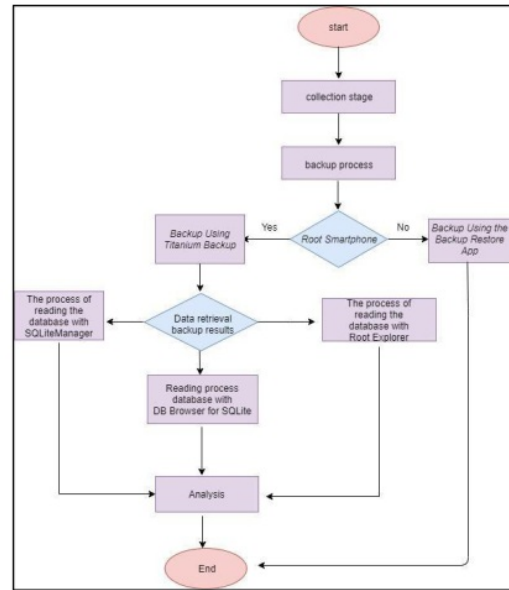 start
collection stage
backup process
Yes
No
Backup Using
Titanium Backup
Root Smartphone
Backup Using the
Backup Restore
App
The process of
reading the
database with
SQLiteManager
Data retrieval
backup results
The process of
reading the
database with
Root Explorer
Reading process
database with
DB Browser for SQLite
Analysis
End